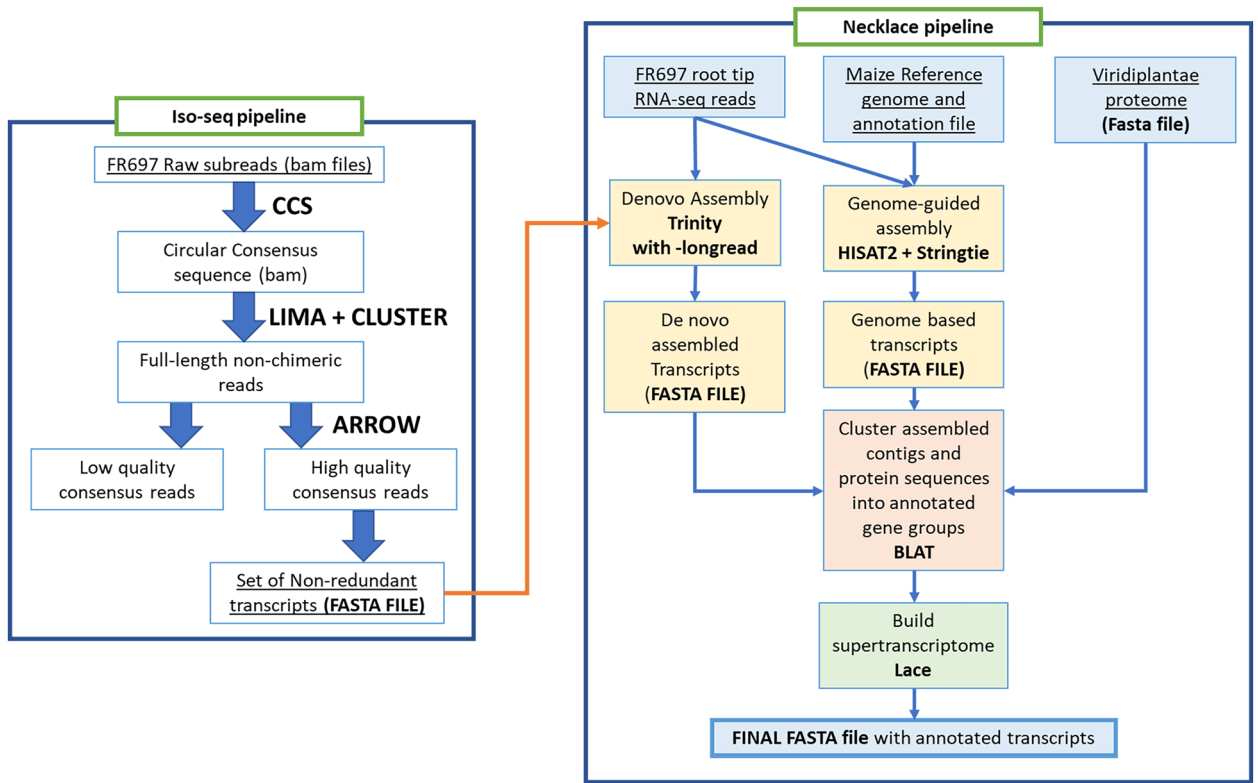 Iso-seq pipeline
FR697 Raw subreads (bam files)
CCS
Circular Consensus
sequence (bam)
LIMA + CLUSTER
Full-length non-chimeric
reads
ARROW
Low quality
consensus reads
High quality
consensus reads
Set of Non-redundant
transcripts (FASTA FILE)
Necklace pipeline
FR697 root tip
RNA-seq reads
Maize Reference
genome and
annotation file
Viridiplantae
proteome
(Fasta file)
Denovo Assembly
Trinity
with -longread
Genome-guided
assembly
HISAT2 + Stringtie
De novo
assembled
Transcripts
(FASTA FILE)
Genome based
transcripts
(FASTA FILE)
Cluster assembled
contigs and
protein sequences
into annotated
gene groups
BLAT
Build
supertranscriptome
Lace
FINAL FASTA file with annotated transcripts